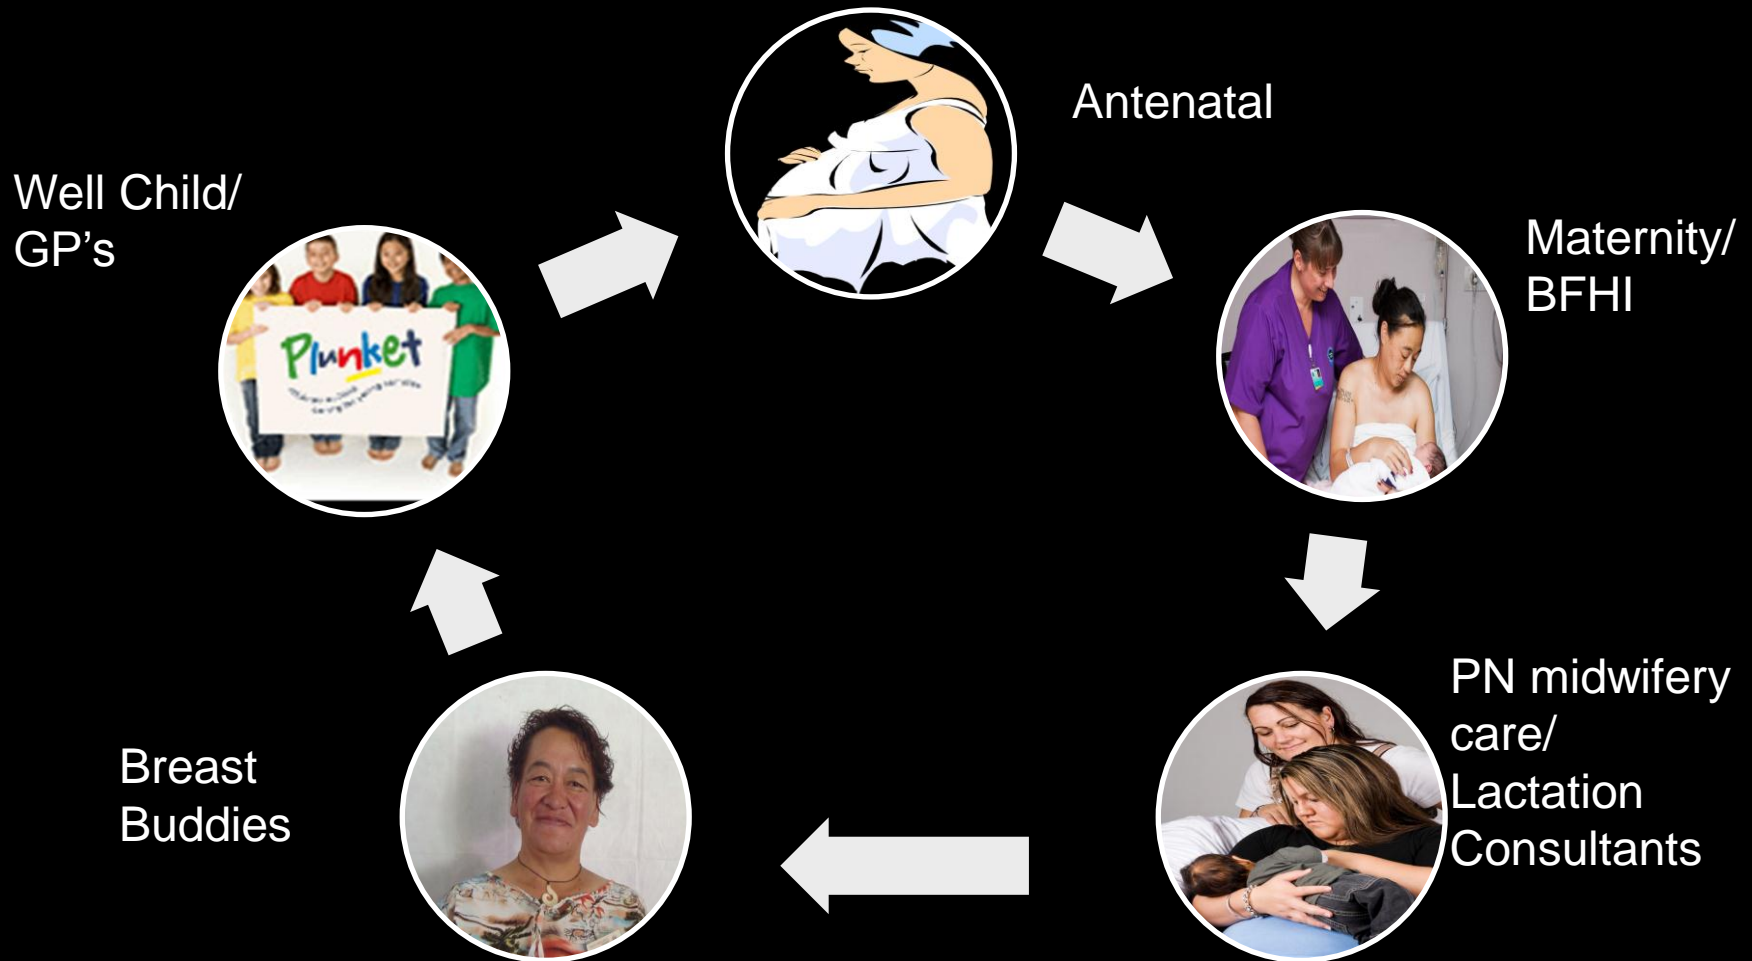 Antenatal
Well Child/
GP's
Plunket
Maternity/
BFHI
PN midwifery
care/
Lactation
Consultants
Breast
Buddies